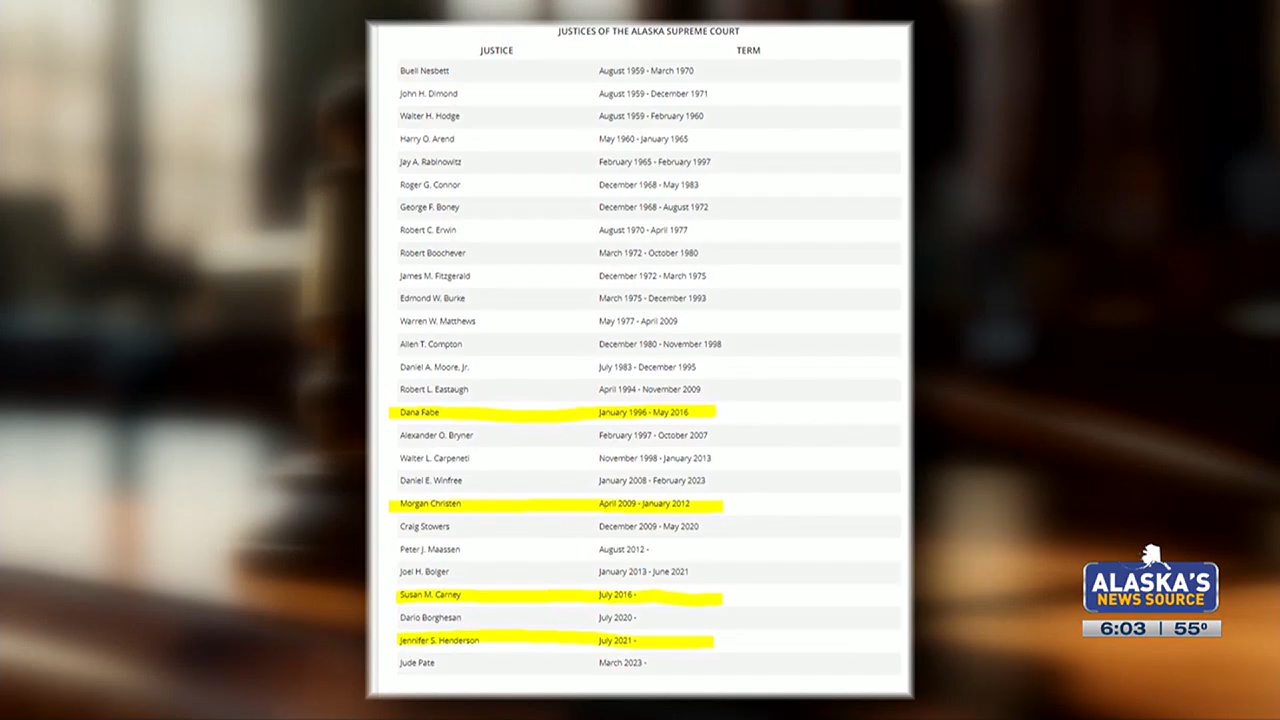 JUSTICES OF THE ALASKA SUPREME COURT
JUSTICE TERM
Buell Nesbett August 1959 - March 1970
John H. Dimond August 1959 - December 1971
Walter H. Hodge August 1959 - February 1960
Harry O. Arend May 1960 - January 1965
Jay A. Rabinowitz February 1965 - February 1997
Roger G. Connor December 1968 - May 1983
George F. Boney December 1968 - August 1972
Robert C. Erwin August 1970 - April 1977
Robert Boochever March 1972 - October 1980
James M. Fitzgerald December 1972 - March 1975
Edmond W. Burke March 1975 - December 1993
Warren W. Matthews May 1977 - April 2009
Allen T. Compton December 1980 - November 1998
Daniel A. Moore, Jr. July 1983 - December 1995
Robert L. Eastaugh April 1994 - November 2009
Dana Fabe January 1996 - May 2016
Alexander O. Bryner February 1997 - October 2007
Walter L. Carpeneti November 1998 - January 2013
Daniel E. Winfree January 2008 - February 2023
Morgan Christen April 2009 - January 2012
Craig Stowers December 2009 - May 2020
Peter J. Maassen August 2012 -
Joel H. Bolger January 2013 - June 2021
Susan M. Carney July 2016 -
Dario Borghesan July 2020 -
Jennifer S. Henderson July 2021 -
Jude Pate March 2023 -
ALASKA'S
NEWS SOURCE
6:03 | 55°